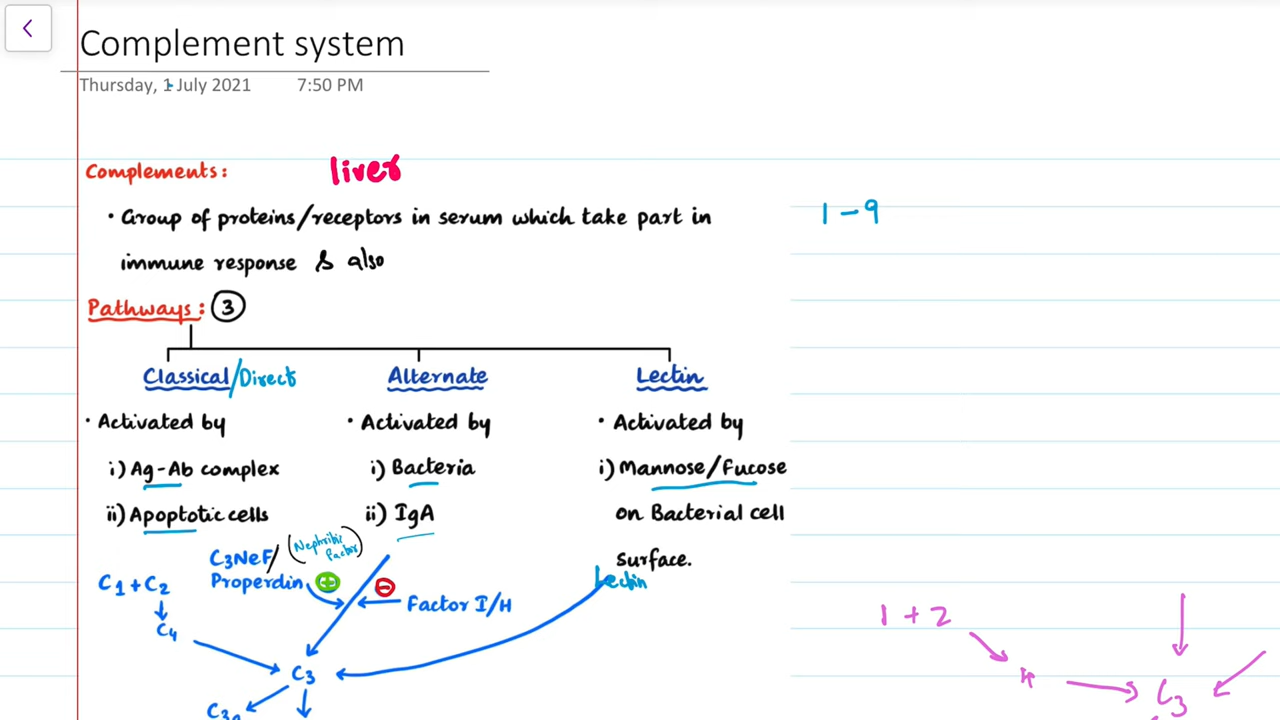 Complement system
Thursday, 1 July 2021 7:50 PM
Complements: liver
• Group of proteins/receptors in serum which take part in
immune response & also
1 – 9
Pathways: 3
Classical/Direct
• Activated by
i) Ag-Ab complex
ii) Apoptotic cells
Alternate
• Activated by
i) Bacteria
ii) IgA
Lectin
• Activated by
i) Mannose/Fucose
on Bacterial cell
surface.
Lectin
C3NeF/ (Nephritic
Factor)
Properdin +
–
Factor I/H
C1 + C2
C4
C3
C3a
1 + 2
4
C3